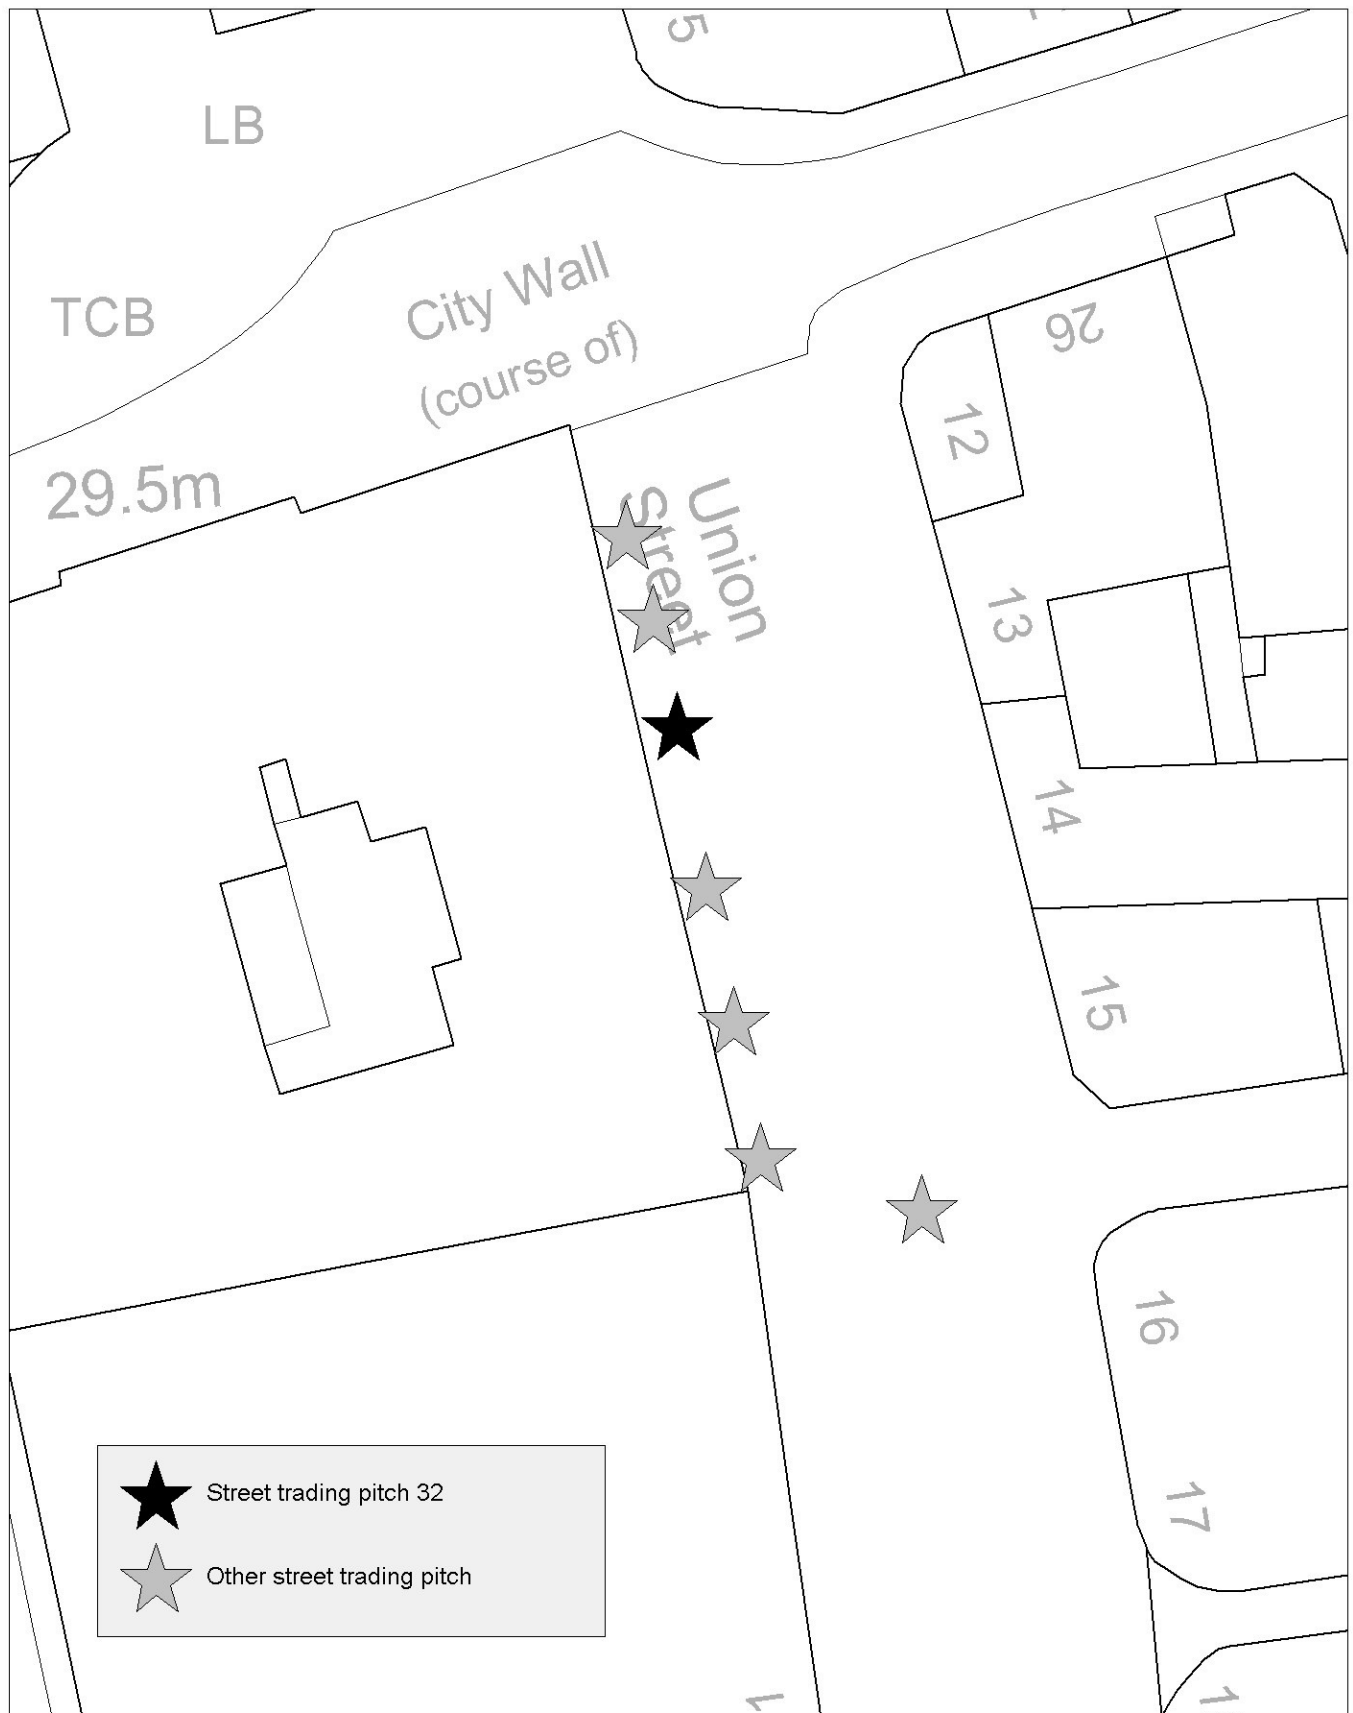 5
LB
City Wall
(course of)
TCB
26
12
29.5m
Union
Street
13
14
15
16
17
Street trading pitch 32
Other street trading pitch